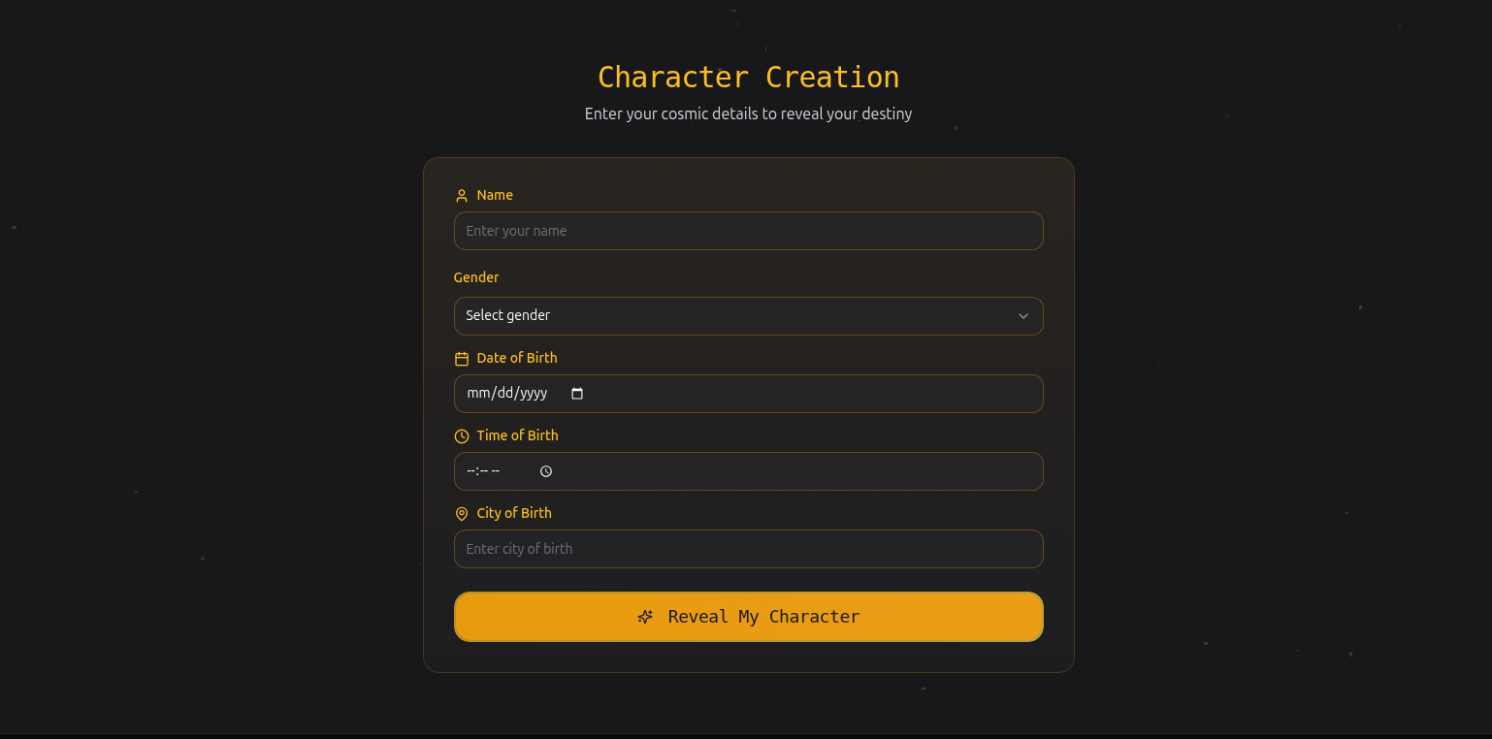 Character Creation
Enter your cosmic details to reveal your destiny
Name
Enter your name
Gender
Select gender
Date of Birth
mm/dd/yyyy
Time of Birth
--:-- --
City of Birth
Enter city of birth
Reveal My Character